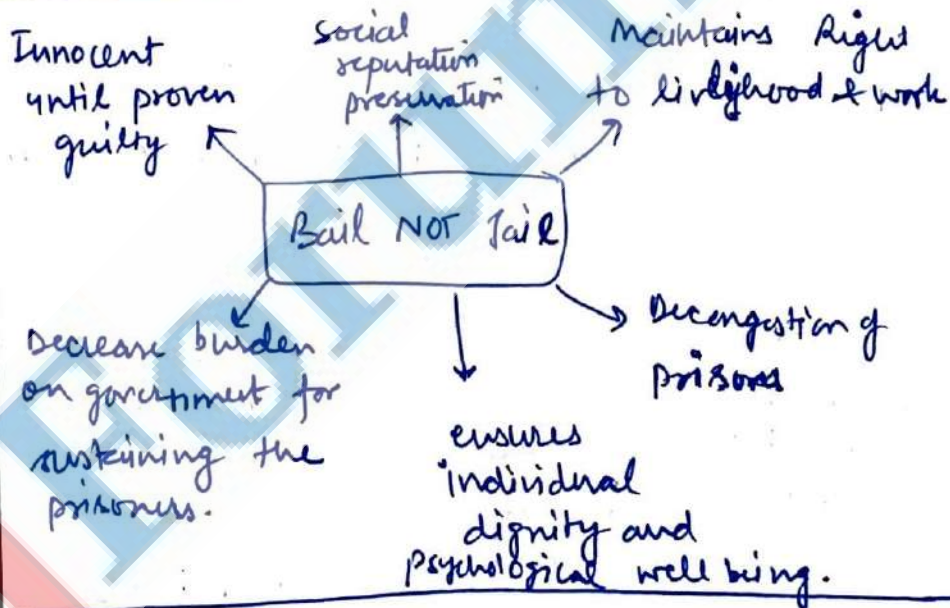 Innocent
until proven
guilty
Social
reputation
preservation
Maintains Right
to livelihood & work
Bail NOT Jail
Decrease burden
on government for
sustaining the
prisoners.
ensures
individual
dignity and
psychological well being.
Decongestion of
prisons
Forum